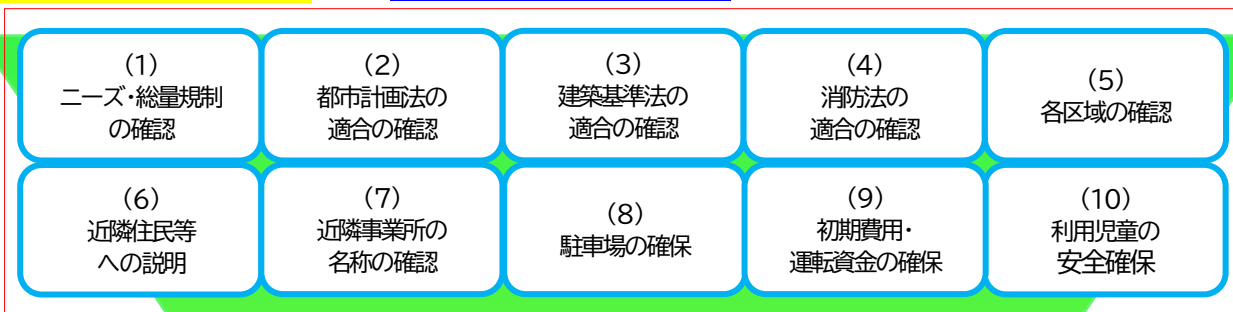 (1)
ニーズ・総量規制
の確認
(2)
都市計画法の
適合の確認
(3)
建築基準法の
適合の確認
(4)
消防法の
適合の確認
(5)
各区域の確認
(6)
近隣住民等
への説明
(7)
近隣事業所の
名称の確認
(8)
駐車場の確保
(9)
初期費用・
運転資金の確保
(10)
利用児童の
安全確保